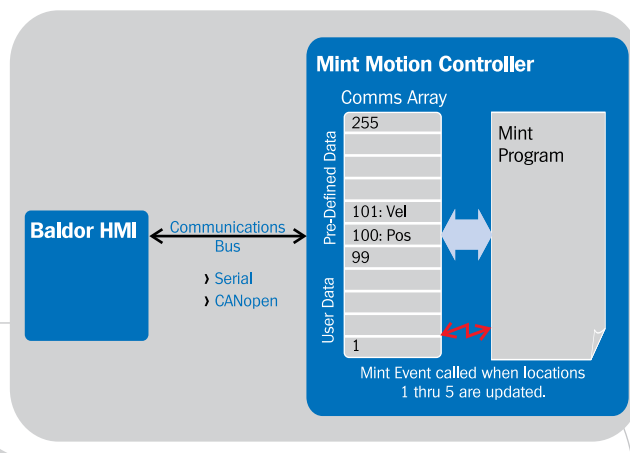 Mint Motion Controller
Comms Array
255
Pre-Defined Data
101: Vel
100: Pos
99
User Data
1
Mint
Program
Baldor HMI
Communications
Bus
› Serial
› CANopen
Mint Event called when locations
1 thru 5 are updated.